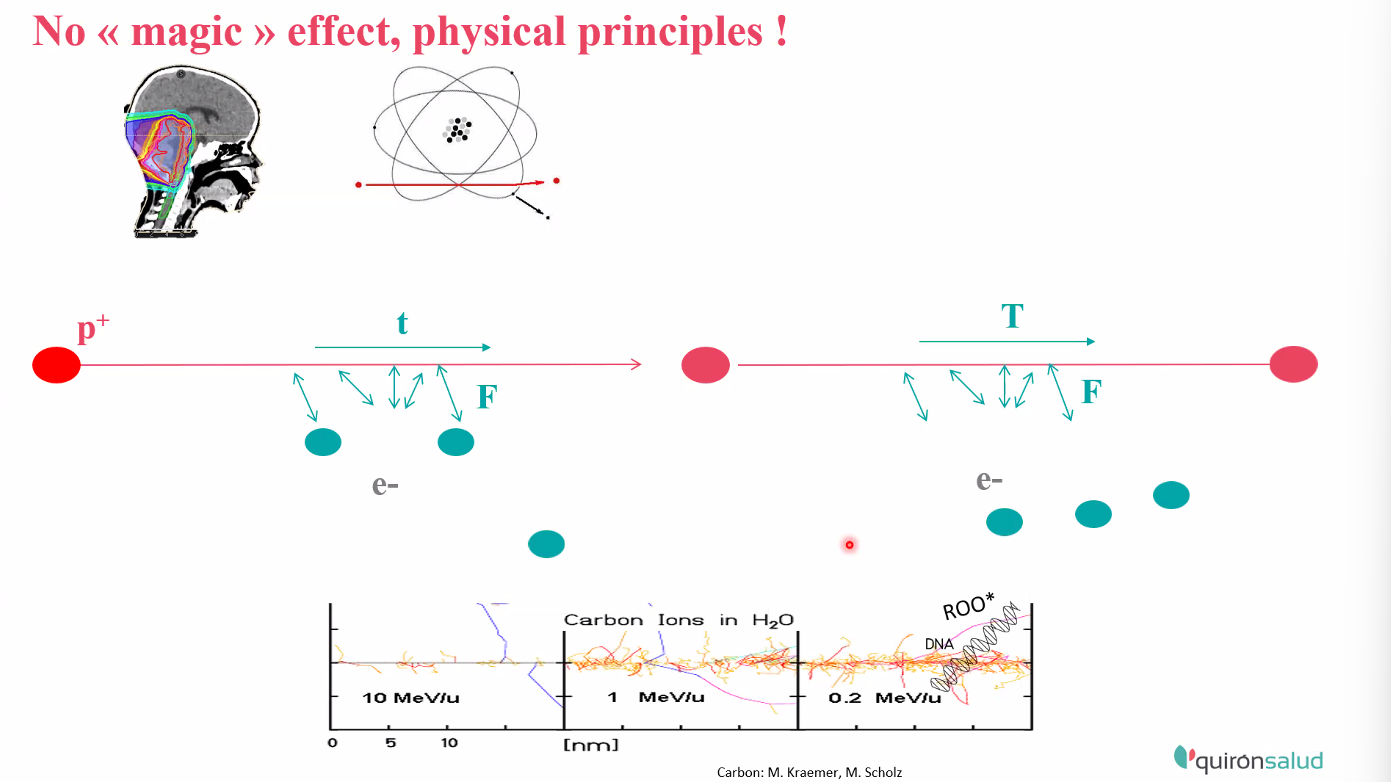 No « magic » effect, physical principles !
p+
t
F
e-
T
F
e-
Carbon Ions in H₂O
ROO*
DNA
10 MeV/u
1 MeV/u
0.2 MeV/u
0 5 10 [nm]
Carbon: M. Kraemer, M. Scholz
quirónsalud